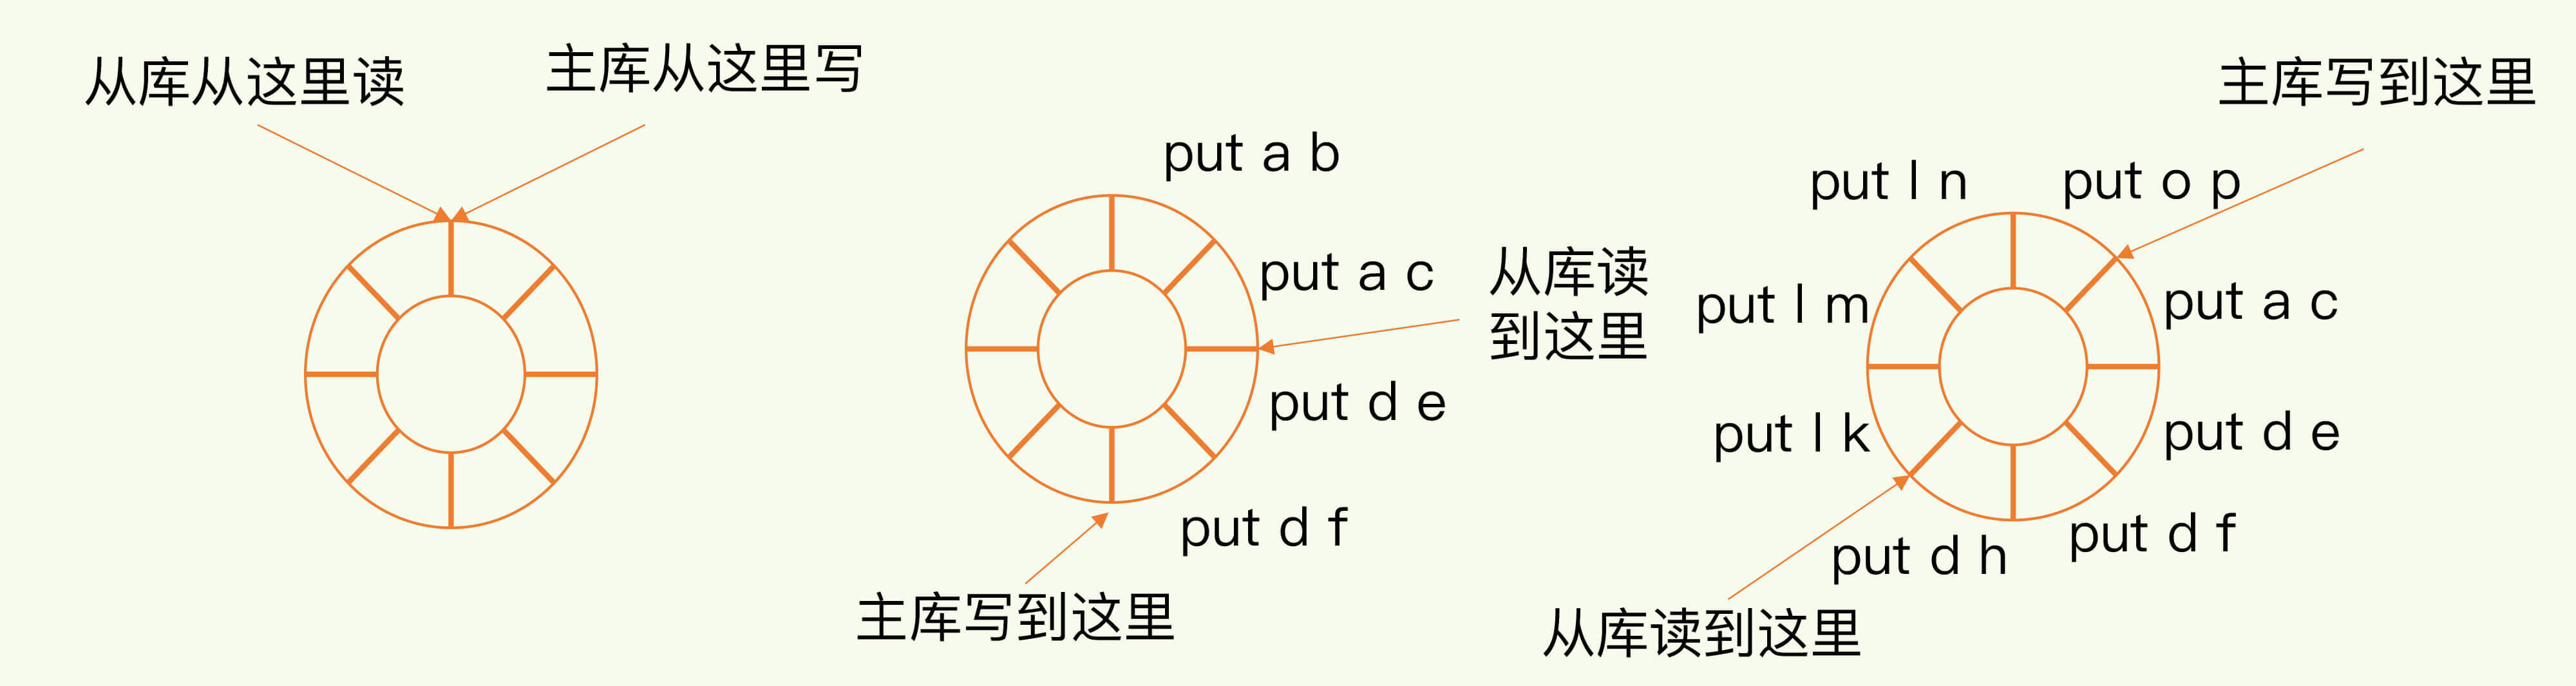 从库从这里读
主库从这里写
put a b
put a c
从库读
到这里
put d e
put d f
主库写到这里
主库写到这里
put l n
put o p
put l m
put a c
put l k
put d e
put d h
put d f
从库读到这里